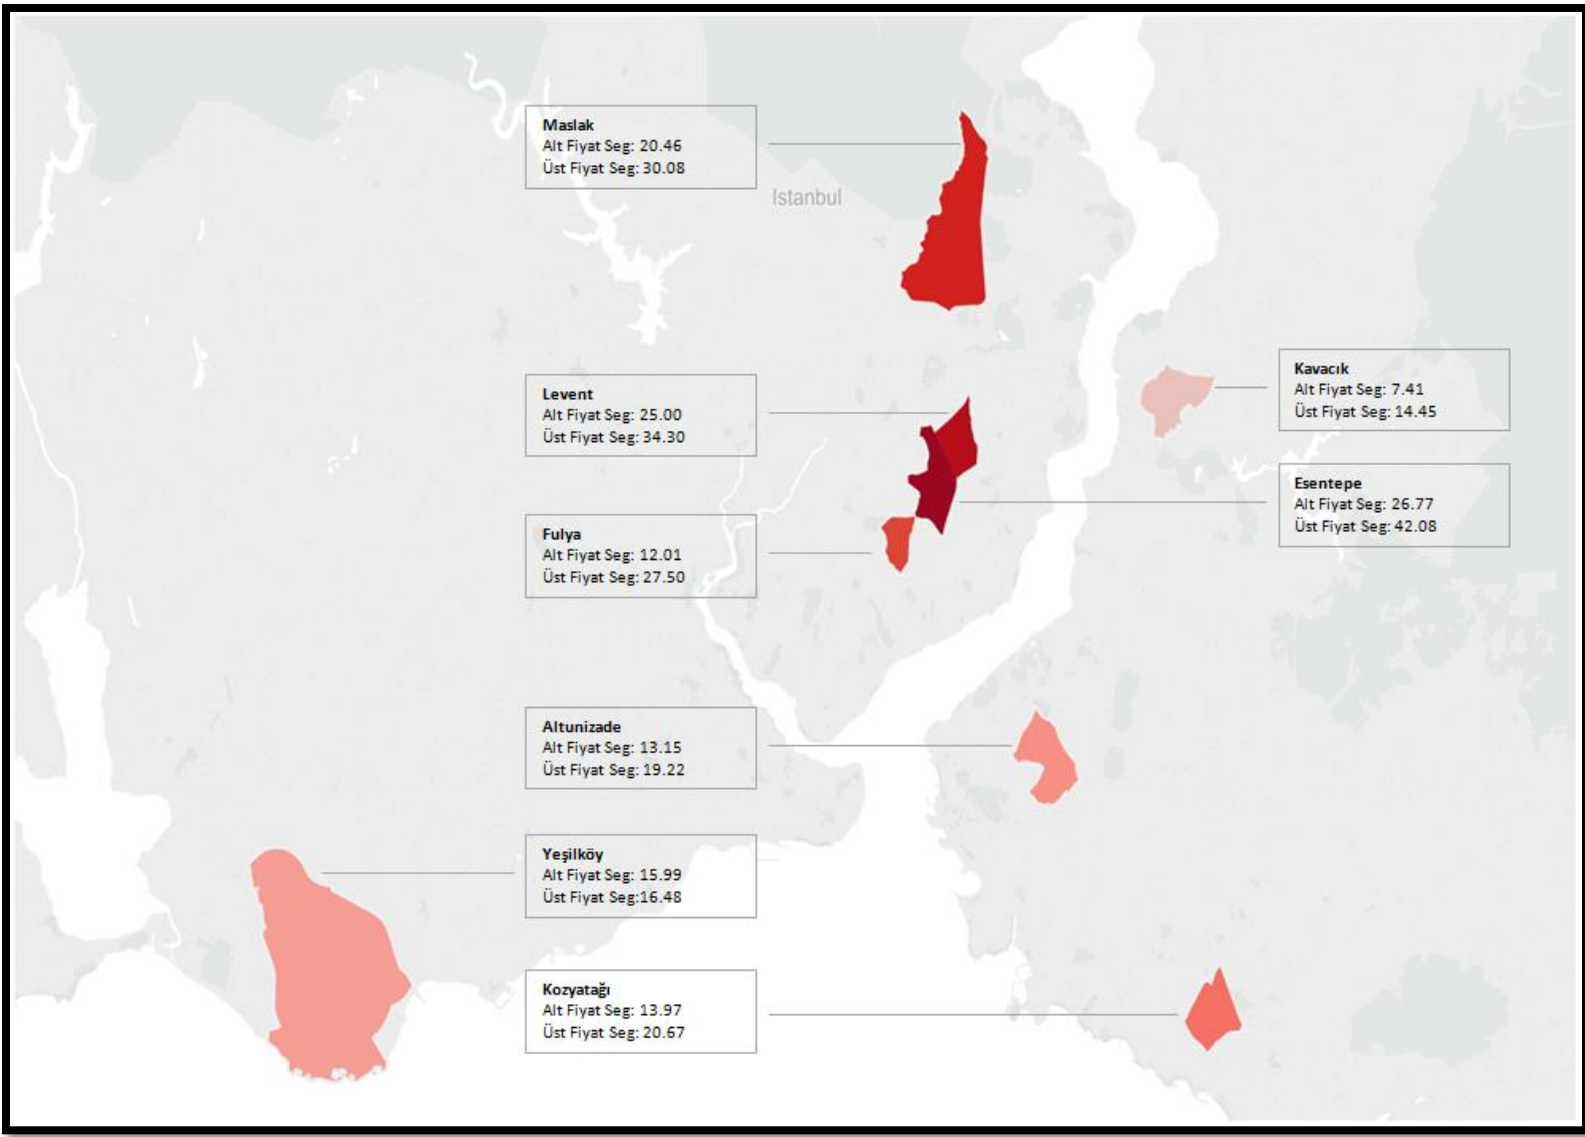 Maslak
Alt Fiyat Seg: 20.46
Üst Fiyat Seg: 30.08
Istanbul
Levent
Alt Fiyat Seg: 25.00
Üst Fiyat Seg: 34.30
Kavacık
Alt Fiyat Seg: 7.41
Üst Fiyat Seg: 14.45
Esentepe
Alt Fiyat Seg: 26.77
Üst Fiyat Seg: 42.08
Fulya
Alt Fiyat Seg: 12.01
Üst Fiyat Seg: 27.50
Altunizade
Alt Fiyat Seg: 13.15
Üst Fiyat Seg: 19.22
Yeşilköy
Alt Fiyat Seg: 15.99
Üst Fiyat Seg:16.48
Kozyatağı
Alt Fiyat Seg: 13.97
Üst Fiyat Seg: 20.67